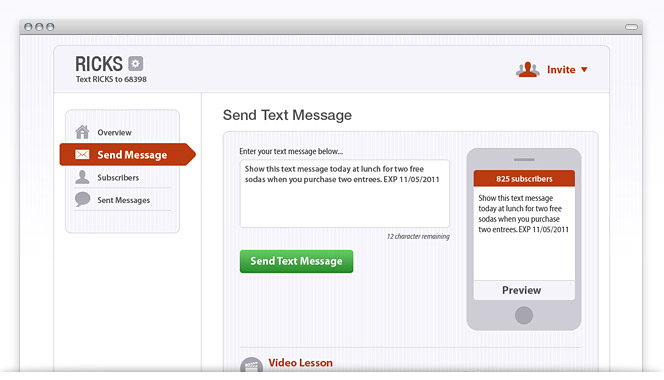 RICKS
Text RICKS to 68398
Invite
Overview
Send Message
Subscribers
Sent Messages
Send Text Message
Enter your text message below...
Show this text message today at lunch for two free
sodas when you purchase two entrees. EXP 11/05/2011
12 character remaining
Send Text Message
825 subscribers
Show this text message
today at lunch for two free
sodas when you purchase
two entrees. EXP 11/05/2011
Preview
Video Lesson